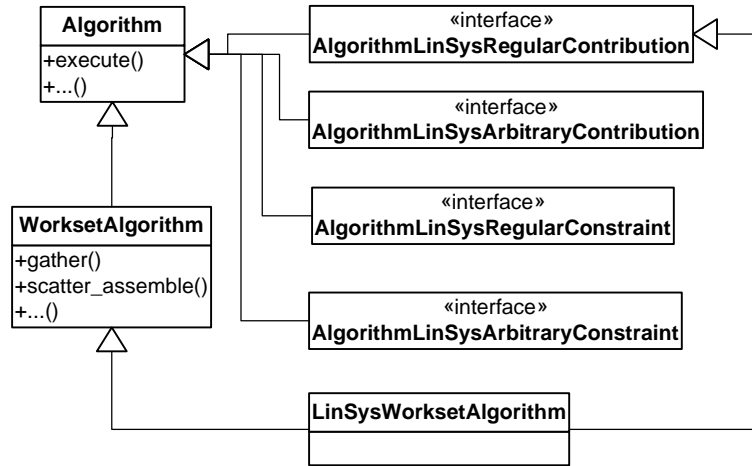 Algorithm
+execute()
+...()
«interface»
AlgorithmLinSysRegularContribution
«interface»
AlgorithmLinSysArbitraryContribution
WorksetAlgorithm
+gather()
+scatter_assemble()
+...()
«interface»
AlgorithmLinSysRegularConstraint
«interface»
AlgorithmLinSysArbitraryConstraint
LinSysWorksetAlgorithm